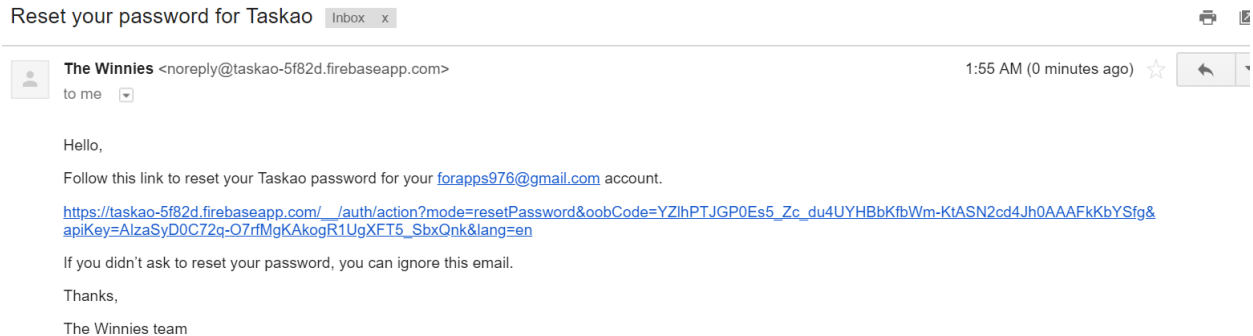 Reset your password for Taskao Inbox x
The Winnies <noreply@taskao-5f82d.firebaseapp.com> 1:55 AM (0 minutes ago)
to me
Hello,
Follow this link to reset your Taskao password for your forapps976@gmail.com account.
https://taskao-5f82d.firebaseapp.com/__/auth/action?mode=resetPassword&oobCode=YZlhPTJGP0Es5_Zc_du4UYHBbKfbWm-KtASN2cd4Jh0AAAFkKbYSfg&
apiKey=AIzaSyD0C72q-O7rfMgKAkogR1UgXFT5_SbxQnk&lang=en
If you didn’t ask to reset your password, you can ignore this email.
Thanks,
The Winnies team